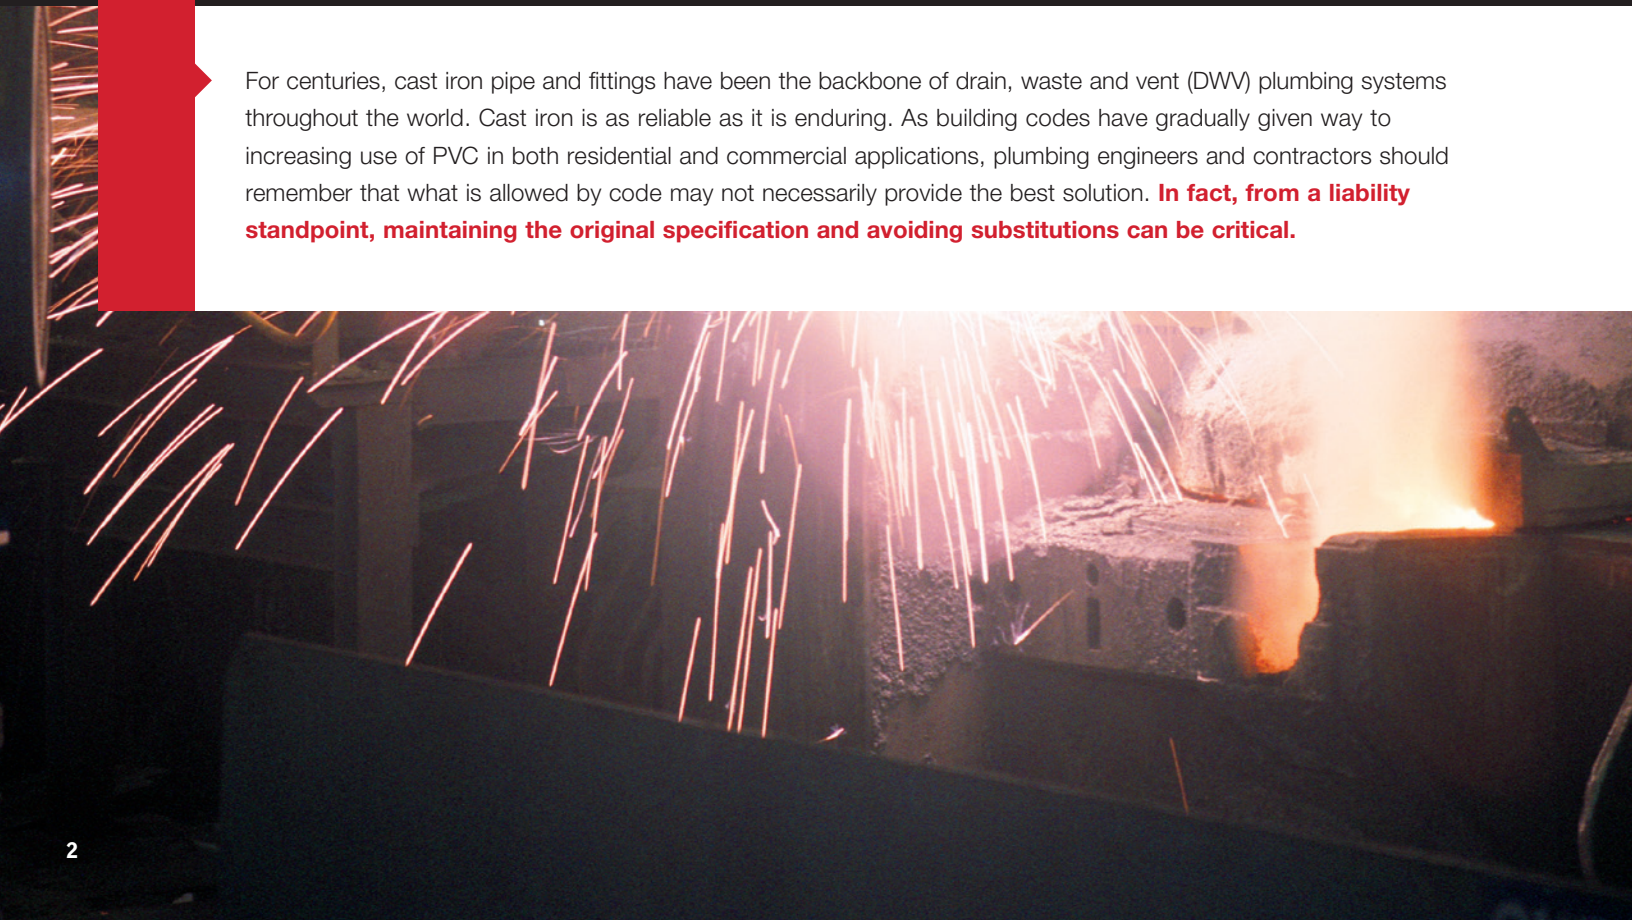 For centuries, cast iron pipe and fittings have been the backbone of drain, waste and vent (DWV) plumbing systems
throughout the world. Cast iron is as reliable as it is enduring. As building codes have gradually given way to
increasing use of PVC in both residential and commercial applications, plumbing engineers and contractors should
remember that what is allowed by code may not necessarily provide the best solution. In fact, from a liability
standpoint, maintaining the original specification and avoiding substitutions can be critical.
2